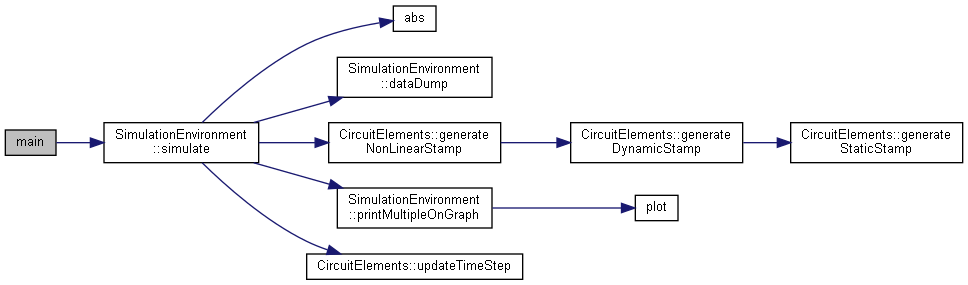 main
SimulationEnvironment
::simulate
abs
SimulationEnvironment
::dataDump
CircuitElements::generate
NonLinearStamp
CircuitElements::generate
DynamicStamp
CircuitElements::generate
StaticStamp
SimulationEnvironment
::printMultipleOnGraph
plot
CircuitElements::updateTimeStep